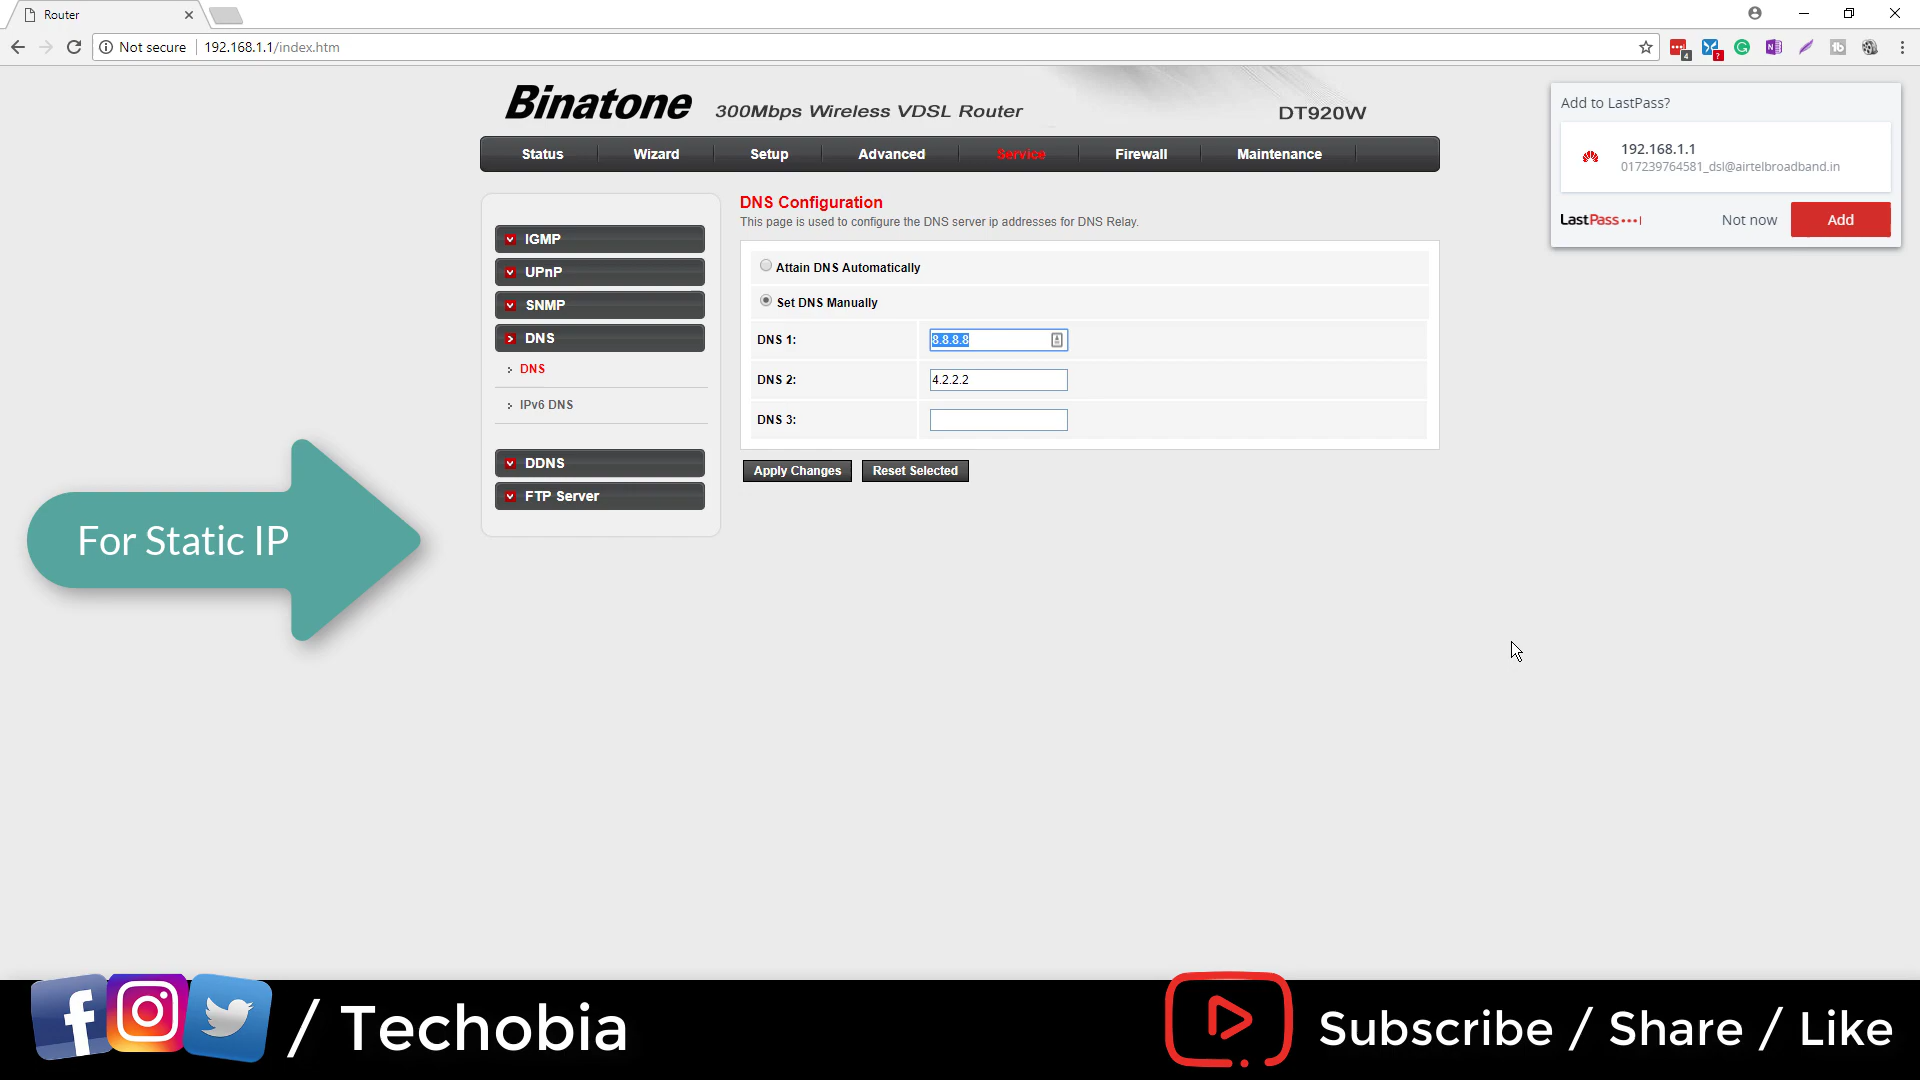 Router
Not secure
192.168.1.1/index.htm
4
?
Binatone 300Mbps Wireless VDSL Router DT920W
Status Wizard Setup Advanced Service Firewall Maintenance
Add to LastPass?
192.168.1.1
017239764581_dsl@airtelbroadband.in
LastPass
Not now
Add
IGMP
UPnP
SNMP
DNS
DNS
IPv6 DNS
DDNS
FTP Server
DNS Configuration
This page is used to configure the DNS server ip addresses for DNS Relay.
Attain DNS Automatically
Set DNS Manually
DNS 1: 8.8.8.8
DNS 2: 4.2.2.2
DNS 3:
Apply Changes Reset Selected
For Static IP
/ Techobia
Subscribe / Share / Like